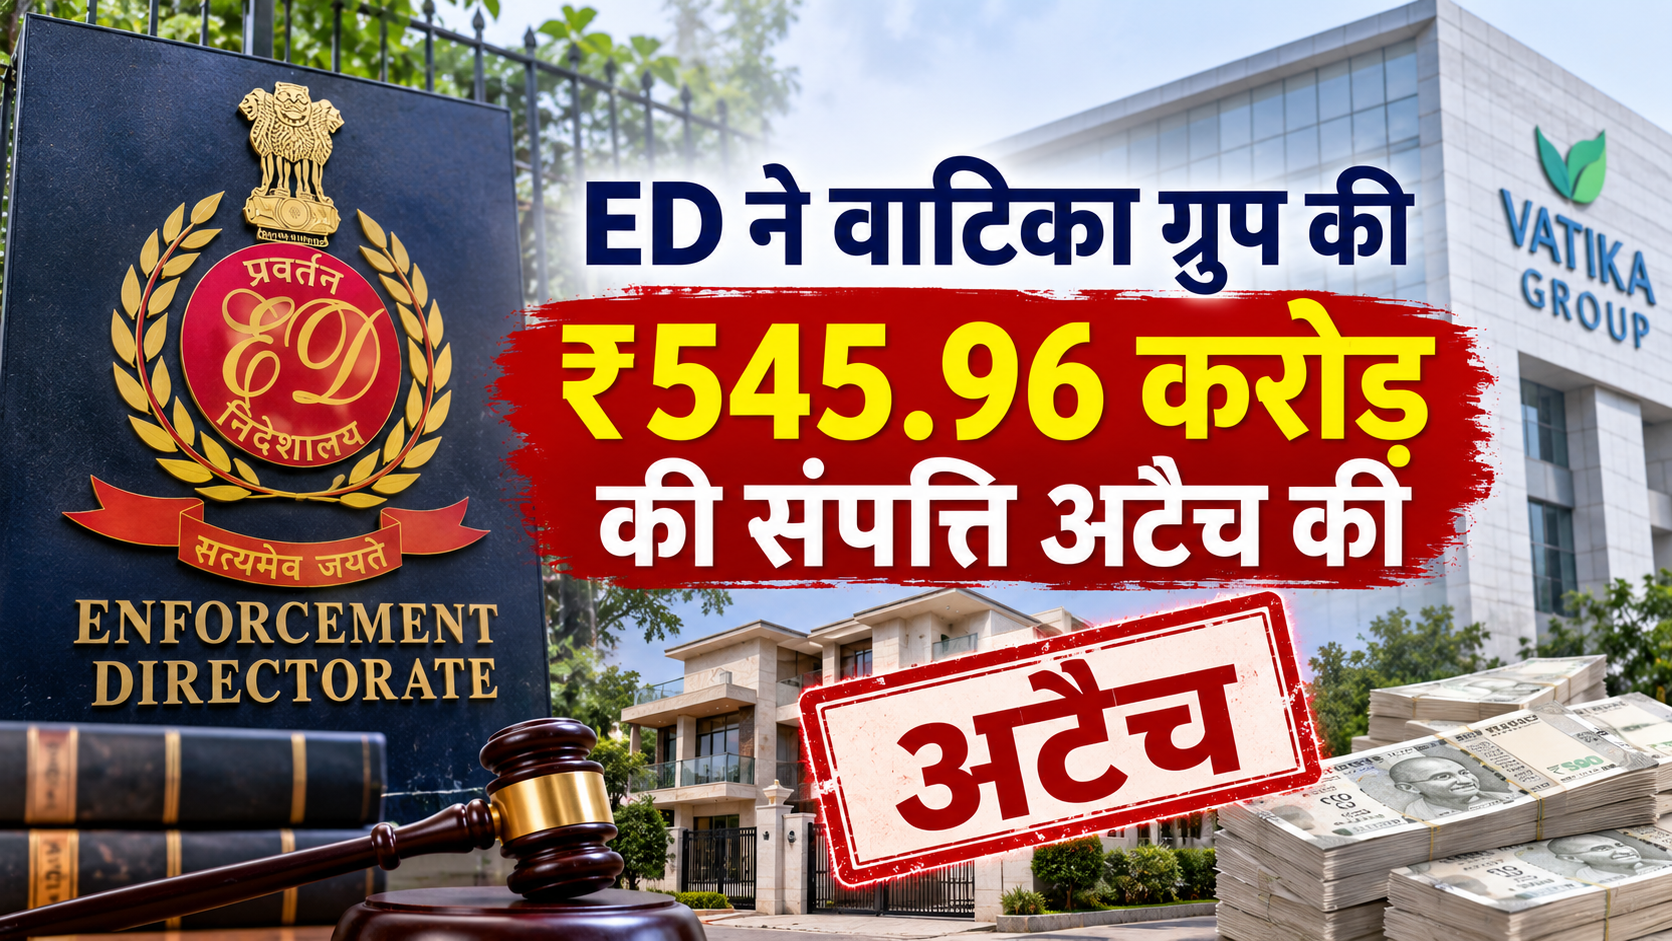 प्रवर्तन
ED
निदेशालय
सत्यमेव जयते
ENFORCEMENT
DIRECTORATE
ED ने वाटिका ग्रुप की
₹545.96 करोड़
की संपत्ति अटैच की
अटैच
VATIKA
GROUP